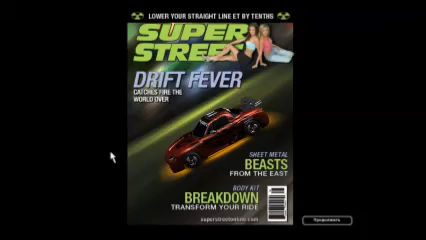 LOWER YOUR STRAIGHT LINE ET BY TENTHS
SUPER
STREET
DRIFT FEVER
CATCHES FIRE THE
WORLD OVER
SHEET METAL
BEASTS
FROM THE EAST
BODY KIT
BREAKDOWN
TRANSFORM YOUR RIDE
superstreetonline.com
Продолжить